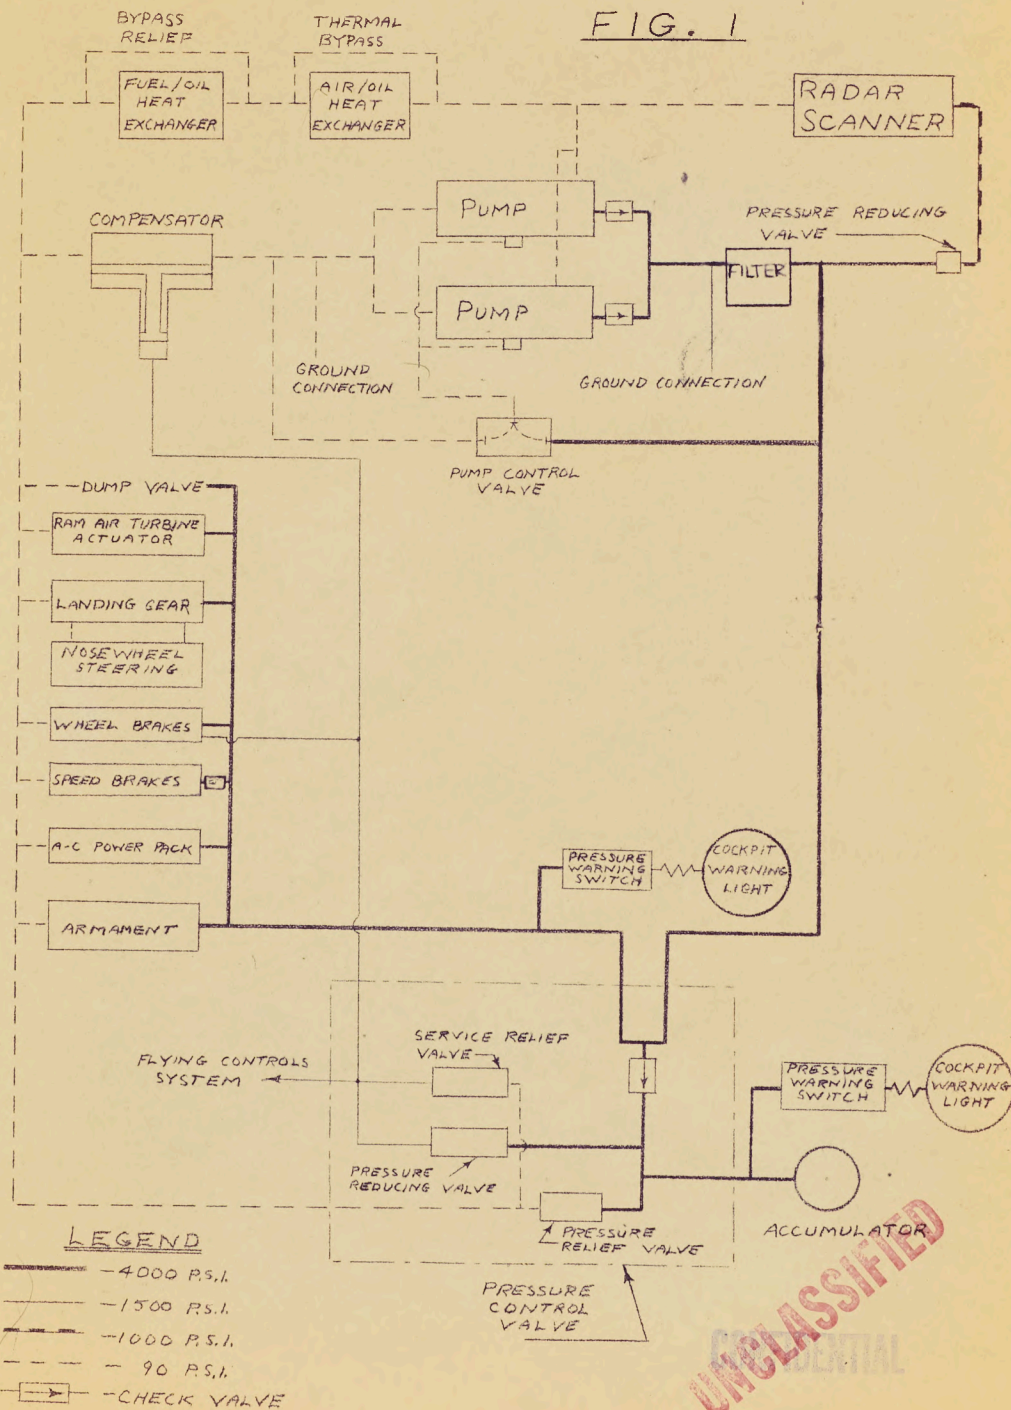 FIG. 1
BYPASS
RELIEF
THERMAL
BYPASS
FUEL/OIL
HEAT
EXCHANGER
AIR/OIL
HEAT
EXCHANGER
RADAR
SCANNER
COMPENSATOR
PUMP
PUMP
PRESSURE REDUCING
VALVE
FILTER
GROUND
CONNECTION
GROUND CONNECTION
PUMP CONTROL
VALVE
DUMP VALVE
RAM AIR TURBINE
ACTUATOR
LANDING GEAR
NOSEWHEEL
STEERING
WHEEL BRAKES
SPEED BRAKES
A-C POWER PACK
ARMAMENT
PRESSURE
WARNING
SWITCH
COCKPIT
WARNING
LIGHT
SERVICE RELIEF
VALVE
FLYING CONTROLS
SYSTEM
PRESSURE
WARNING
SWITCH
COCKPIT
WARNING
LIGHT
PRESSURE
REDUCING VALVE
PRESSURE
RELIEF VALVE
ACCUMULATOR
PRESSURE
CONTROL
VALVE
LEGEND
-4000 P.S.I.
-1500 P.S.I.
-1000 P.S.I.
- 90 P.S.I.
-CHECK VALVE
UNCLASSIFIED
CONFIDENTIAL